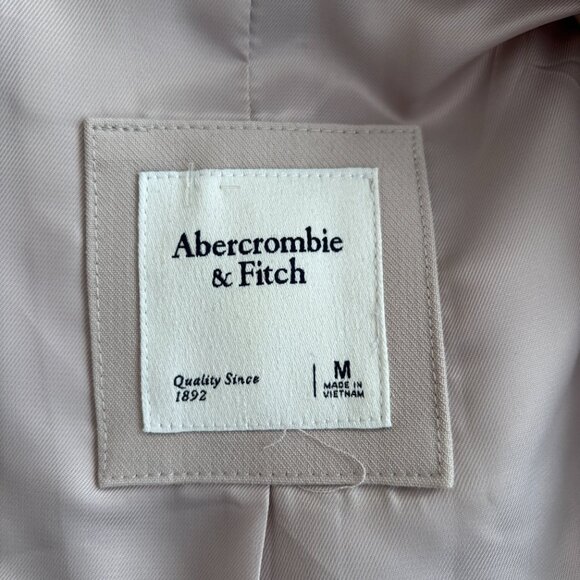 Abercrombie
& Fitch
Quality Since
1892
M
MADE IN
VIETNAM